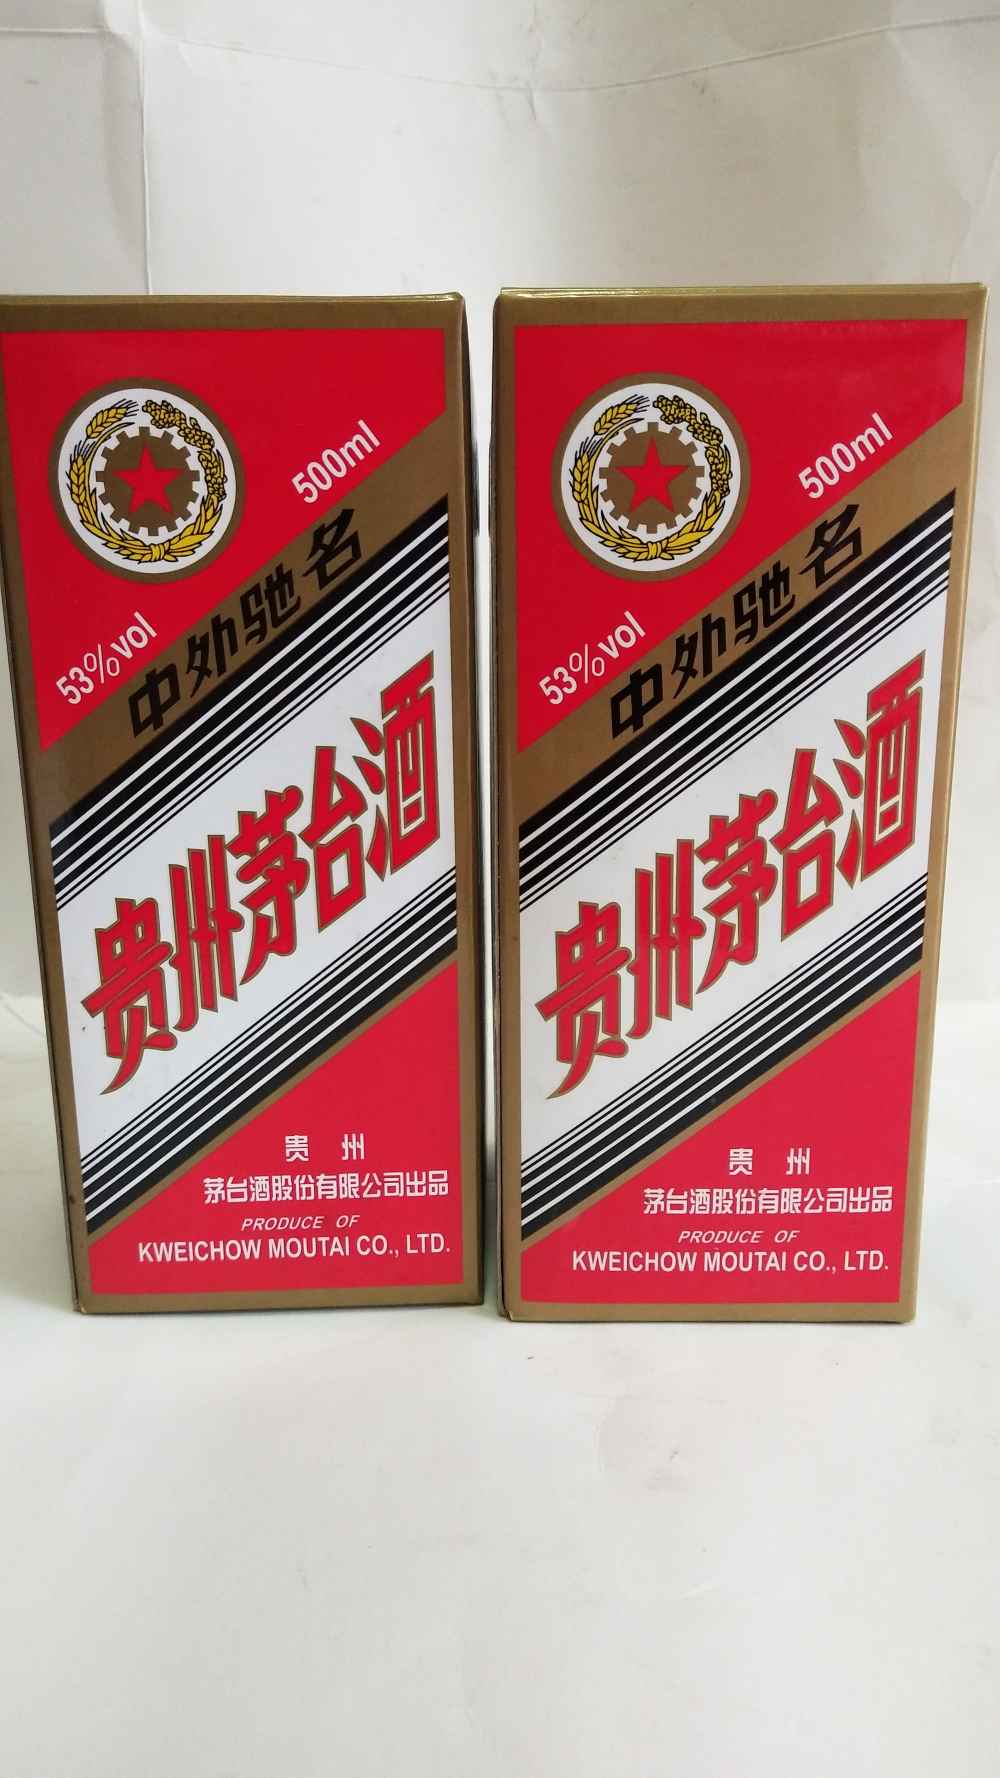 500ml
53%vol
中外驰名
贵州茅台酒
贵 州
茅台酒股份有限公司出品
PRODUCE OF
KWEICHOW MOUTAI CO., LTD.
500ml
53%vol
中外驰名
贵州茅台酒
贵 州
茅台酒股份有限公司出品
PRODUCE OF
KWEICHOW MOUTAI CO., LTD.